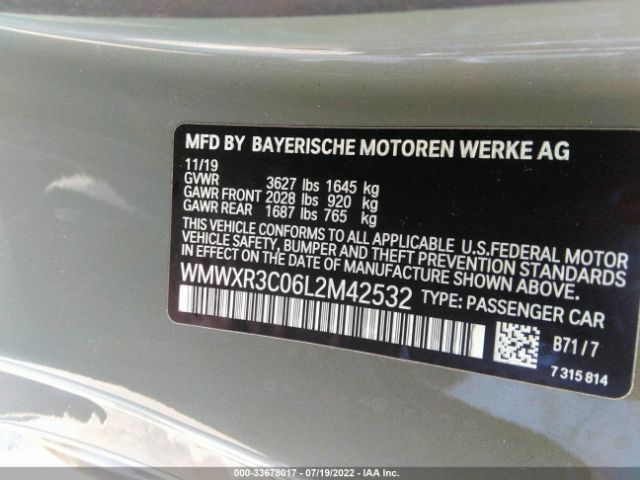 MFD BY BAYERISCHE MOTOREN WERKE AG
11/19
GVWR 3627 lbs 1645 kg
GAWR FRONT 2028 lbs 920 kg
GAWR REAR 1687 lbs 765 kg
THIS VEHICLE CONFORMS TO ALL APPLICABLE U.S.FEDERAL MOTOR
VEHICLE SAFETY, BUMPER AND THEFT PREVENTION STANDARDS
IN EFFECT ON THE DATE OF MANUFACTURE SHOWN ABOVE.
WMWXR3C06L2M42532 TYPE: PASSENGER CAR
B71/7
7 315 814
000-33678017 - 07/19/2022 - IAA Inc.